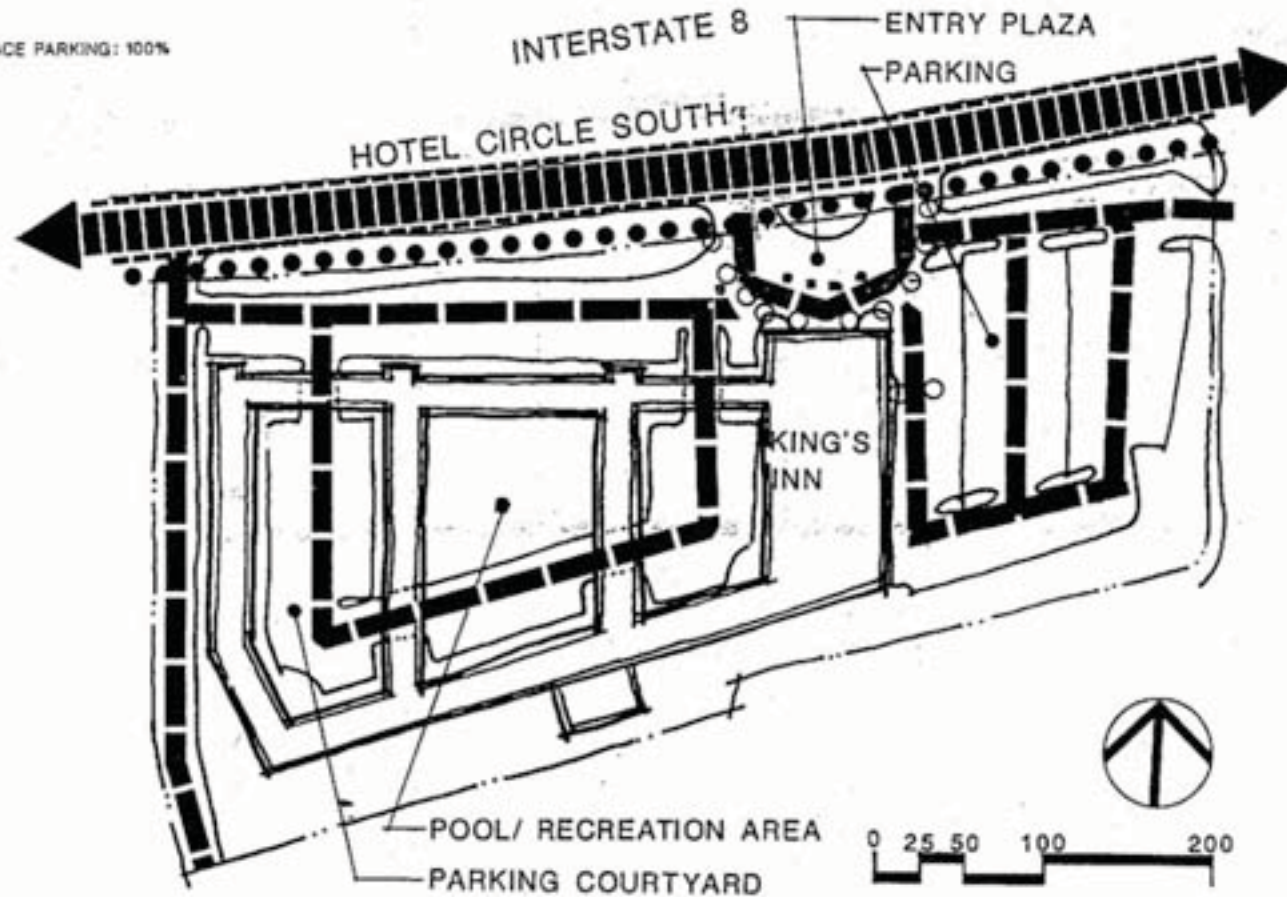 PARKING: 100%
INTERSTATE 8
ENTRY PLAZA
PARKING
HOTEL CIRCLE SOUTH
KING'S
INN
POOL/ RECREATION AREA
PARKING COURTYARD
0 25 50 100 200